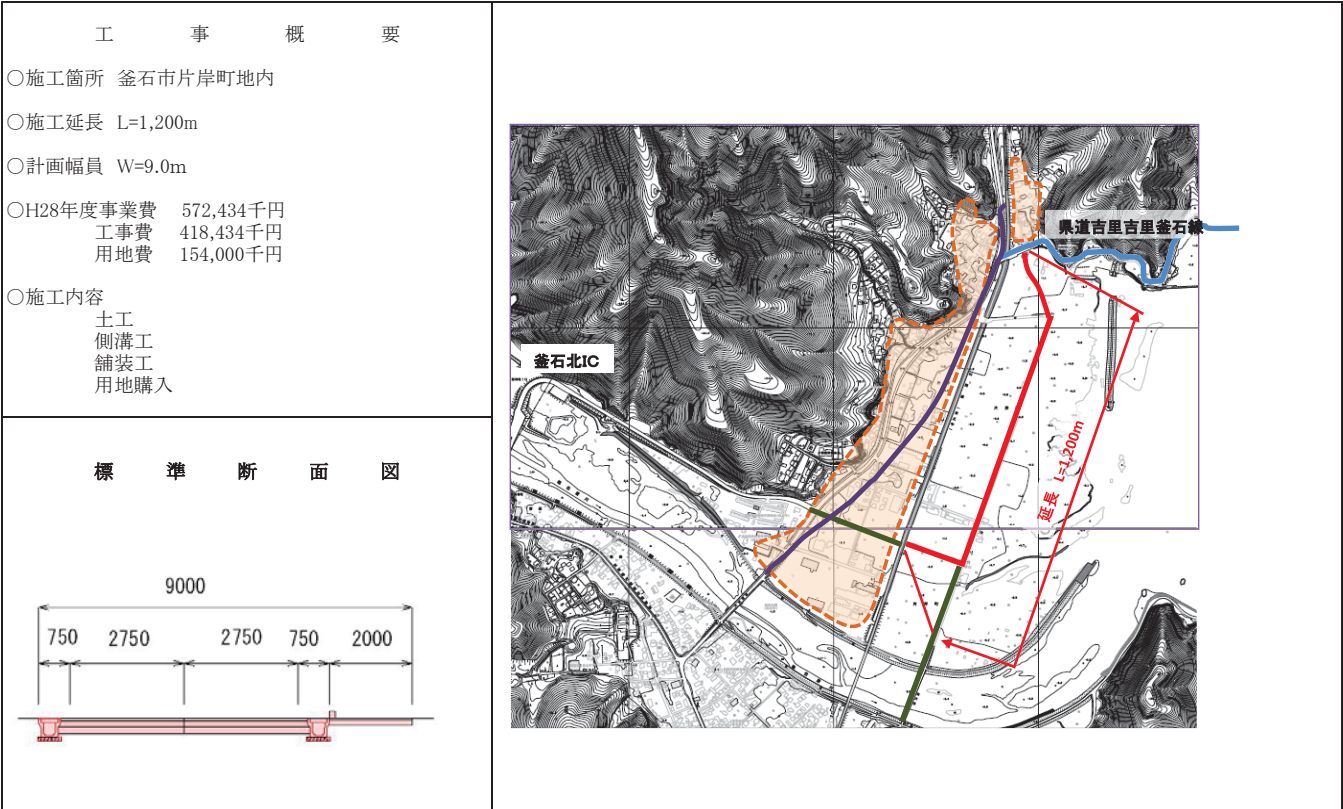 工事概要
○施工箇所 釜石市片岸町地内
○施工延長 L=1,200m
○計画幅員 W=9.0m
○H28年度事業費 572,434千円
工事費 418,434千円
用地費 154,000千円
○施工内容
土工
側溝工
舗装工
用地購入
標準断面図
9000
750 2750 2750 750 2000
県道吉里吉里釜石線
釜石北IC
延長 L=1,200m